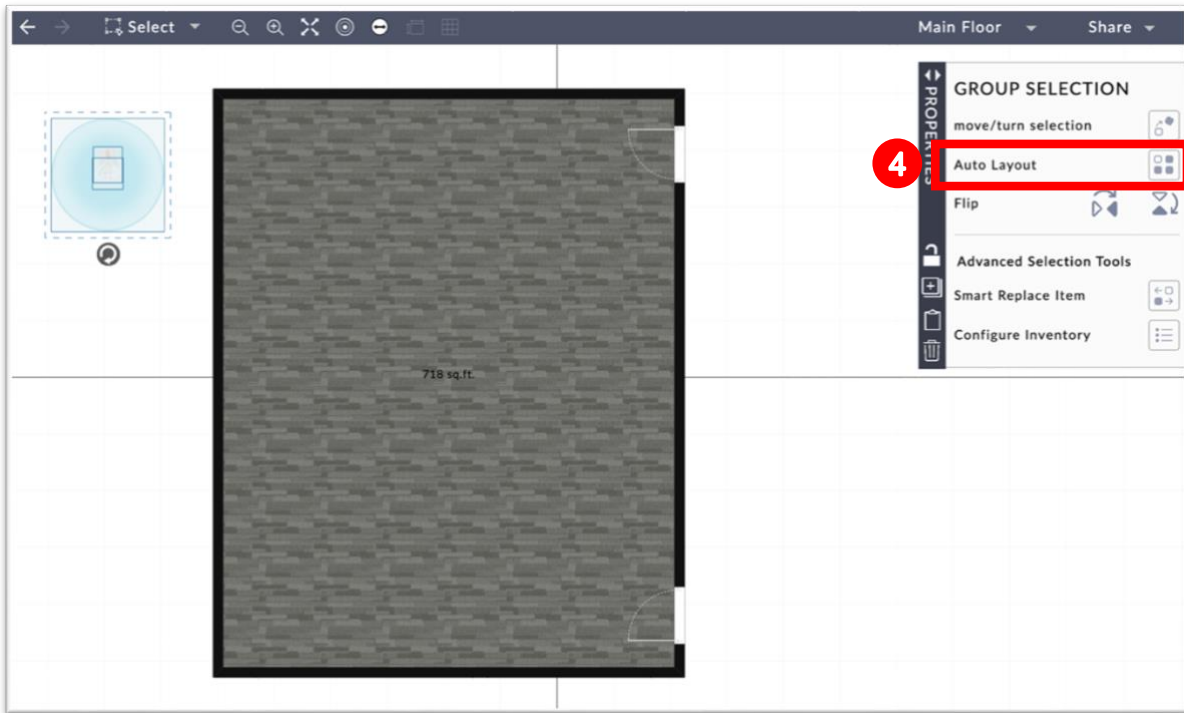 Select
Main Floor
Share
PROPERTIES
GROUP SELECTION
move/turn selection
4
Auto Layout
Flip
Advanced Selection Tools
Smart Replace Item
Configure Inventory
718 sq.ft.